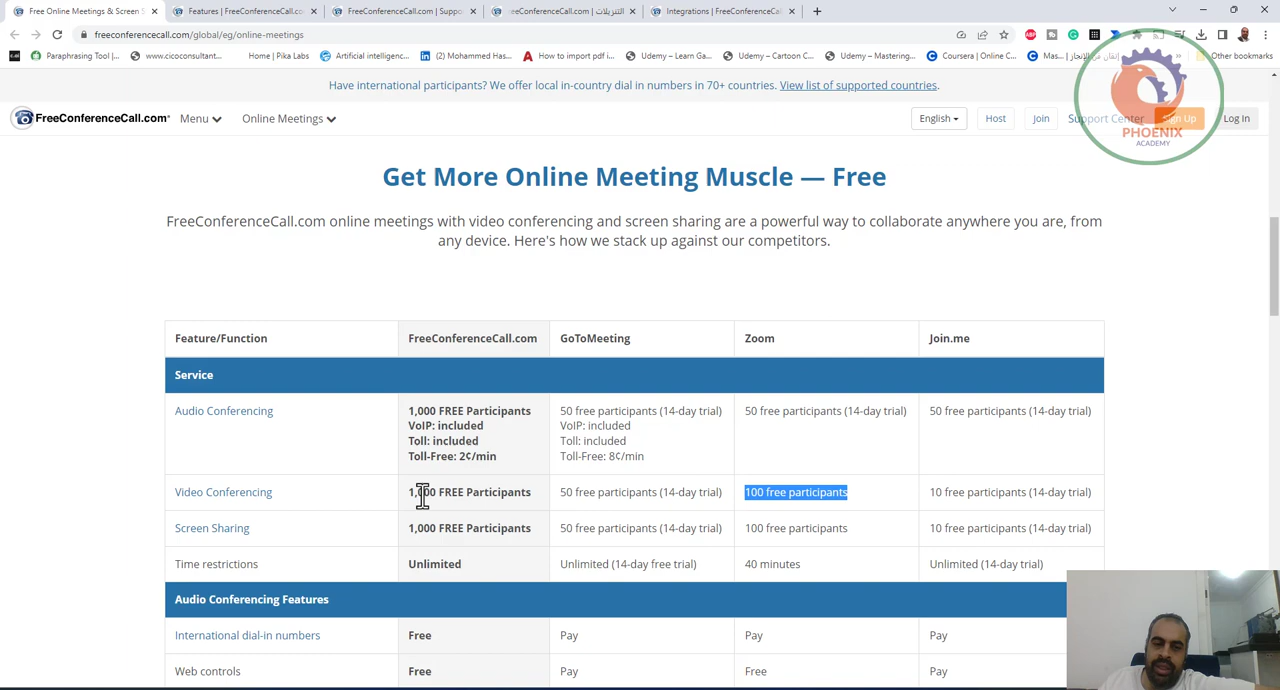 Free Online Meetings & Screen S
Features | FreeConferenceCall.co
FreeConferenceCall.com | Suppo
eeConferenceCall.com | التنزيلات
Integrations | FreeConferenceCal
freeconferencecall.com/global/eg/online-meetings
Paraphrasing Tool |...
www.cicoconsultant...
Home | Pika Labs
Artificial intelligenc...
(2) Mohammed Has...
How to import pdf i...
Udemy – Learn Ga...
Udemy – Cartoon C...
Udemy – Mastering...
Coursera | Online C...
Other bookmarks
Have international participants? We offer local in-country dial in numbers in 70+ countries. View list of supported countries.
FreeConferenceCall.com
Menu
Online Meetings
English
Host
Join
Support Center
Sign Up
Log In
PHOENIX
ACADEMY
Get More Online Meeting Muscle — Free
FreeConferenceCall.com online meetings with video conferencing and screen sharing are a powerful way to collaborate anywhere you are, from
any device. Here's how we stack up against our competitors.
Feature/Function FreeConferenceCall.com GoToMeeting Zoom Join.me
Service
Audio Conferencing 1,000 FREE Participants 50 free participants (14-day trial) 50 free participants (14-day trial) 50 free participants (14-day trial)
VoIP: included VoIP: included
Toll: included Toll: included
Toll-Free: 2¢/min Toll-Free: 8¢/min
Video Conferencing 1,000 FREE Participants 50 free participants (14-day trial) 100 free participants 10 free participants (14-day trial)
Screen Sharing 1,000 FREE Participants 50 free participants (14-day trial) 100 free participants 10 free participants (14-day trial)
Time restrictions Unlimited Unlimited (14-day free trial) 40 minutes Unlimited (14-day trial)
Audio Conferencing Features
International dial-in numbers Free Pay Pay Pay
Web controls Free Pay Free Pay